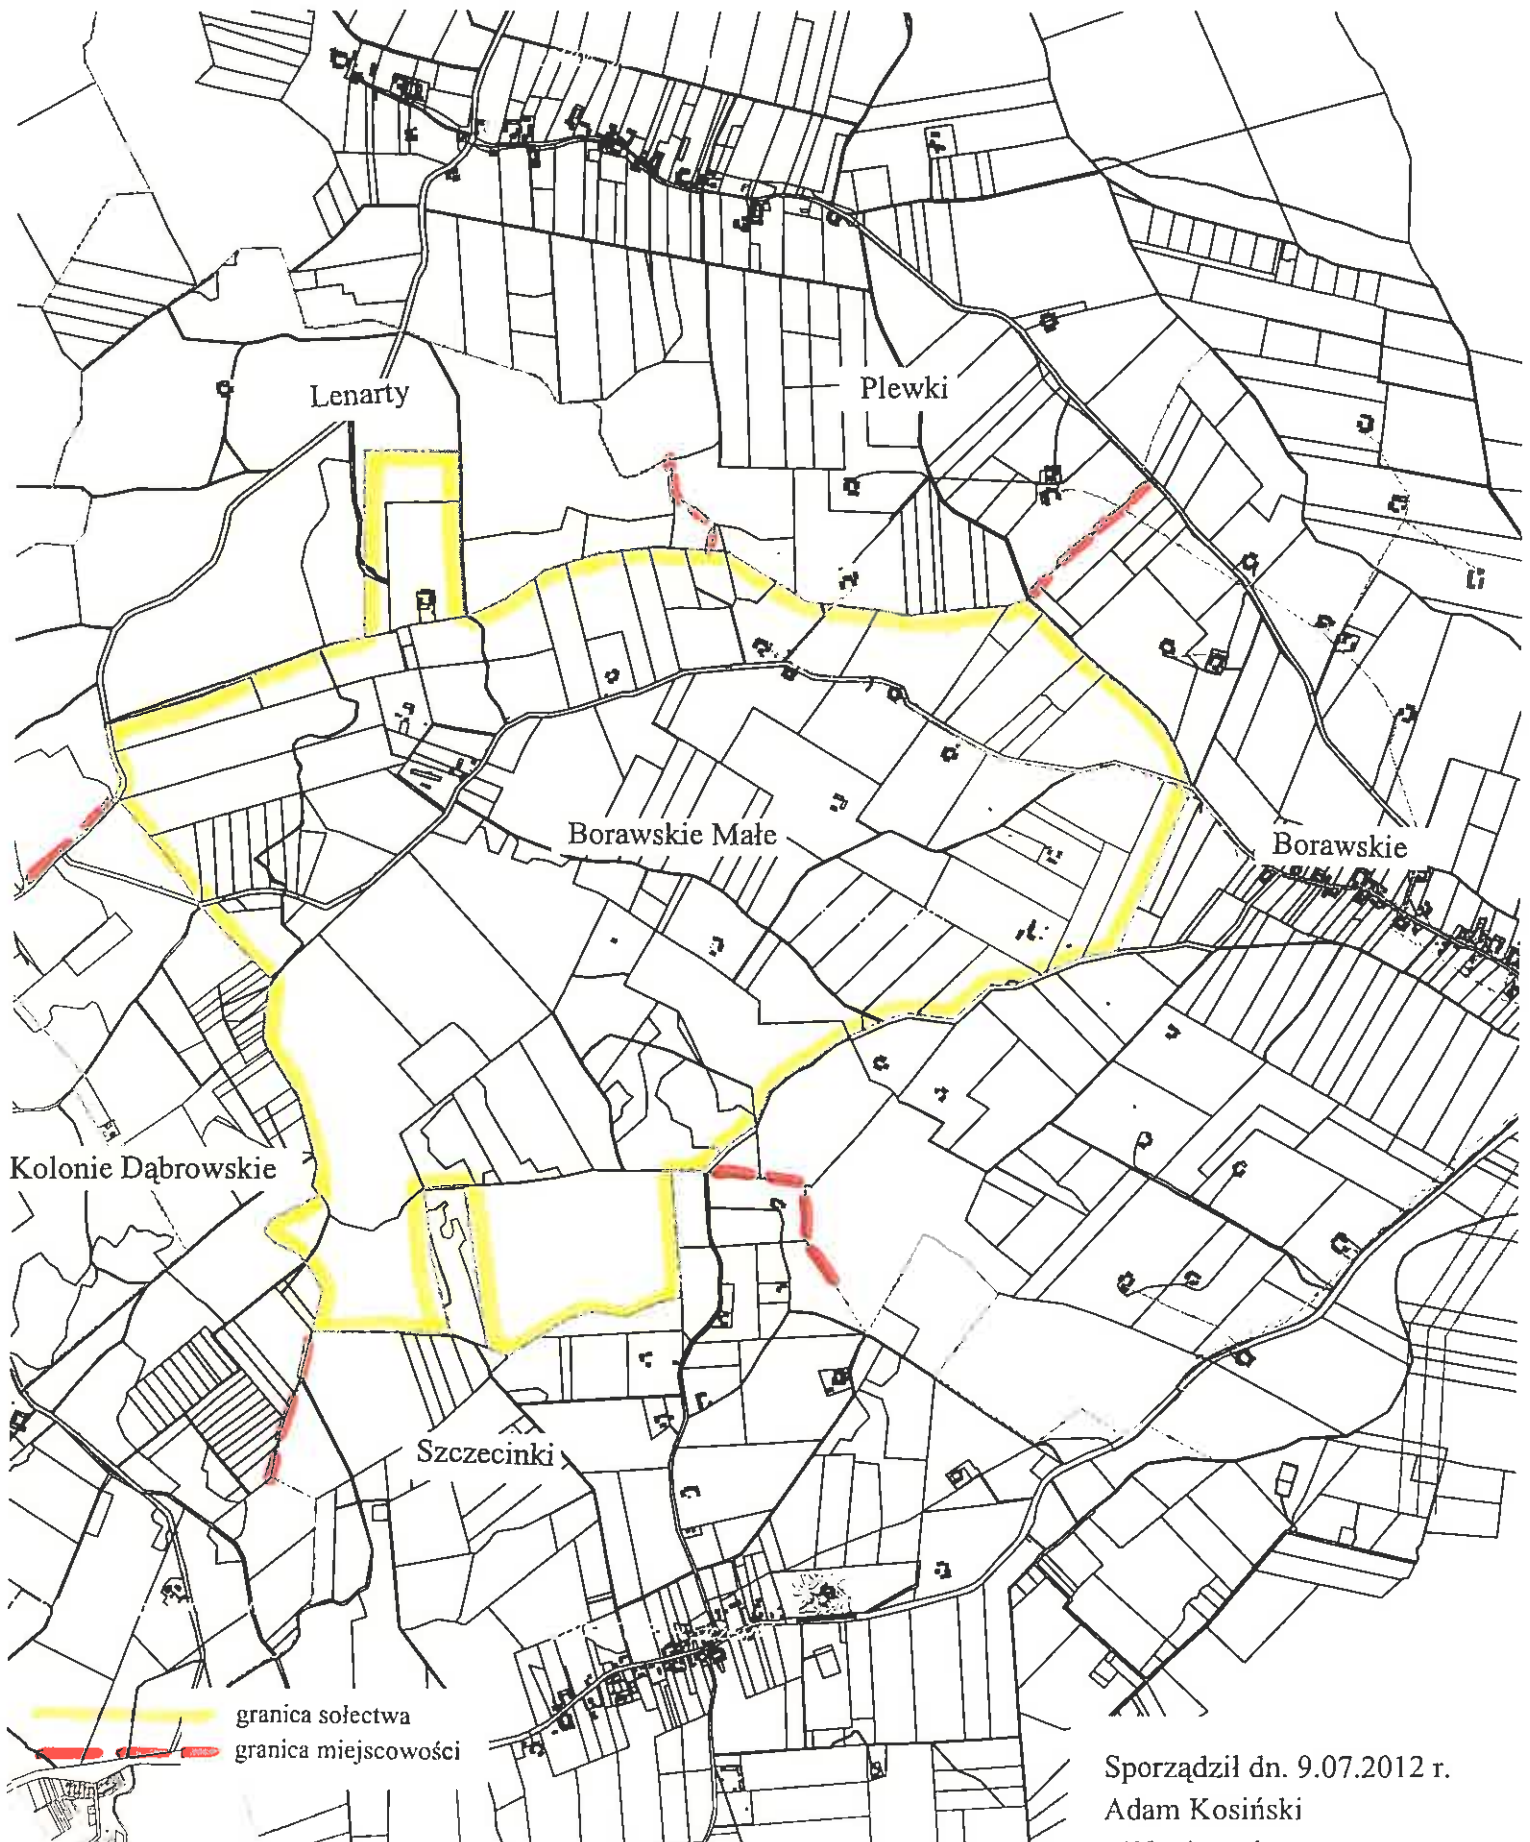 Lenarty
Plewki
Borawskie Małe
Borawskie
Kolonie Dąbrowskie
Szczecinki
granica sołectwa
granica miejscowości
Sporządził dn. 9.07.2012 r.
Adam Kosiński